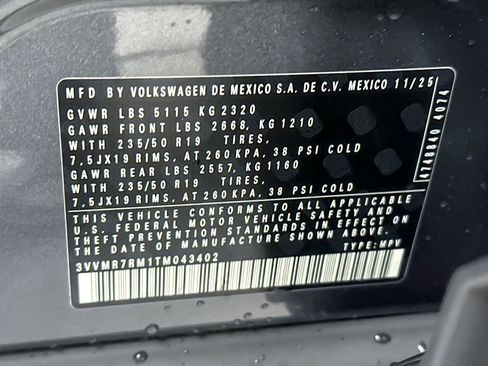 MFD BY VOLKSWAGEN DE MEXICO S.A. DE C.V. MEXICO 11/25
GVWR LBS 5115 KG 2320
GAWR FRONT LBS 2668, KG 1210
WITH 235/50 R19 TIRES,
7,5JX19 RIMS, AT 260 KPA, 38 PSI COLD
GAWR REAR LBS 2557, KG 1160
WITH 235/50 R19 TIRES,
7,5JX19 RIMS, AT 260 KPA, 38 PSI COLD
THIS VEHICLE CONFORMS TO ALL APPLICABLE
U.S. FEDERAL MOTOR VEHICLE SAFETY AND
THEFT PREVENTION STANDARDS IN EFFECT ON
THE DATE OF MANUFACTURE SHOWN ABOVE
3VVMR7RM1TM043402 TYPE: MPV
4074